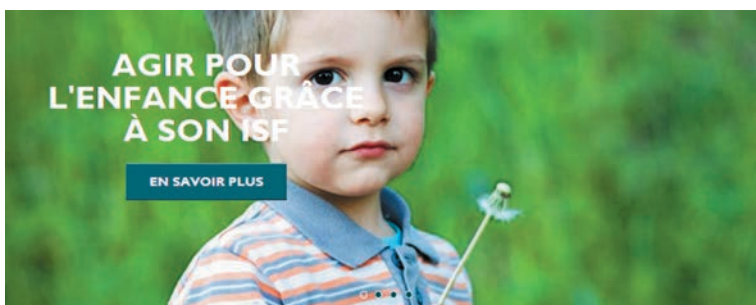 AGIR POUR
L'ENFANCE GRÂCE
À SON ISF
EN SAVOIR PLUS